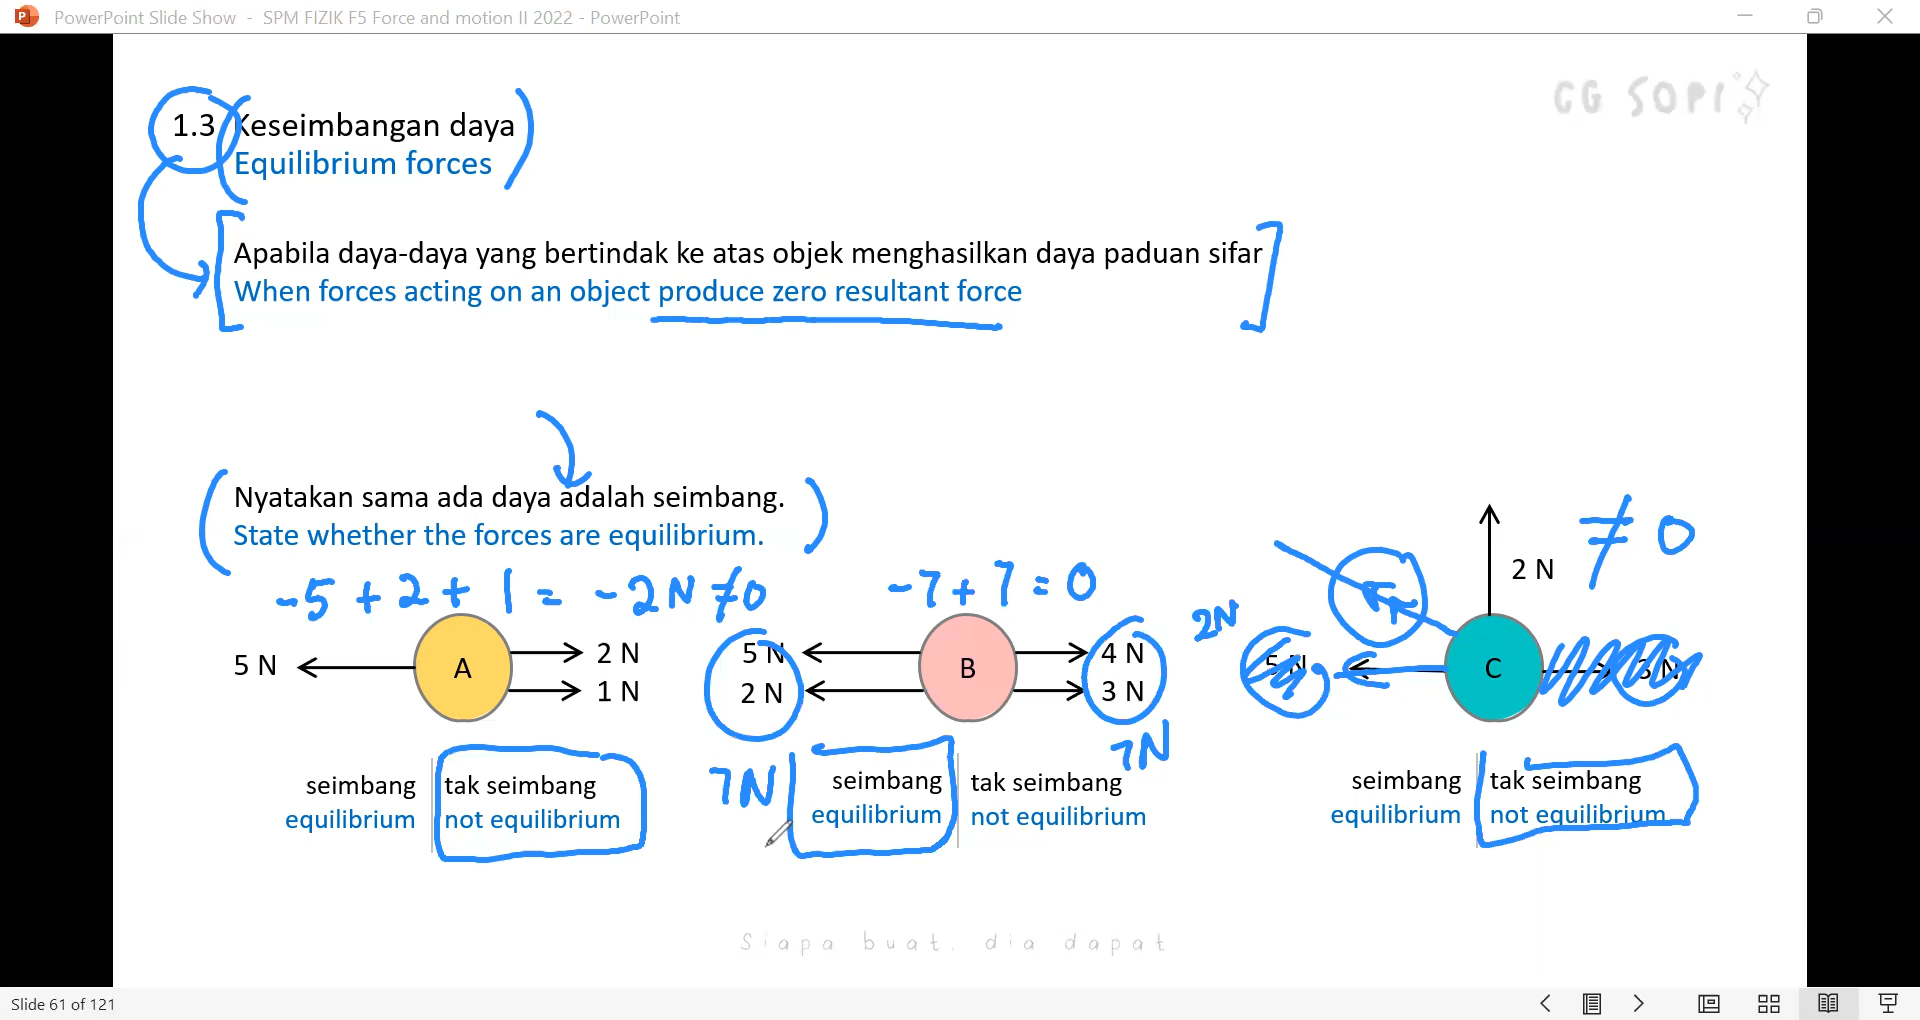 PowerPoint Slide Show - SPM FIZIK F5 Force and motion II 2022 - PowerPoint
CG SOPI
1.3 Keseimbangan daya
Equilibrium forces
Apabila daya-daya yang bertindak ke atas objek menghasilkan daya paduan sifar
When forces acting on an object produce zero resultant force
Nyatakan sama ada daya adalah seimbang.
State whether the forces are equilibrium.
-5 + 2 + 1 = -2N ≠0
5 N
A
2 N
1 N
seimbang
equilibrium
tak seimbang
not equilibrium
-7 + 7 = 0
5 N
2 N
B
4 N
3 N
7N
7N
seimbang
equilibrium
tak seimbang
not equilibrium
≠ 0
2 N
2N
5 N
C
3 N
seimbang
equilibrium
tak seimbang
not equilibrium
Siapa buat, dia dapat
Slide 61 of 121